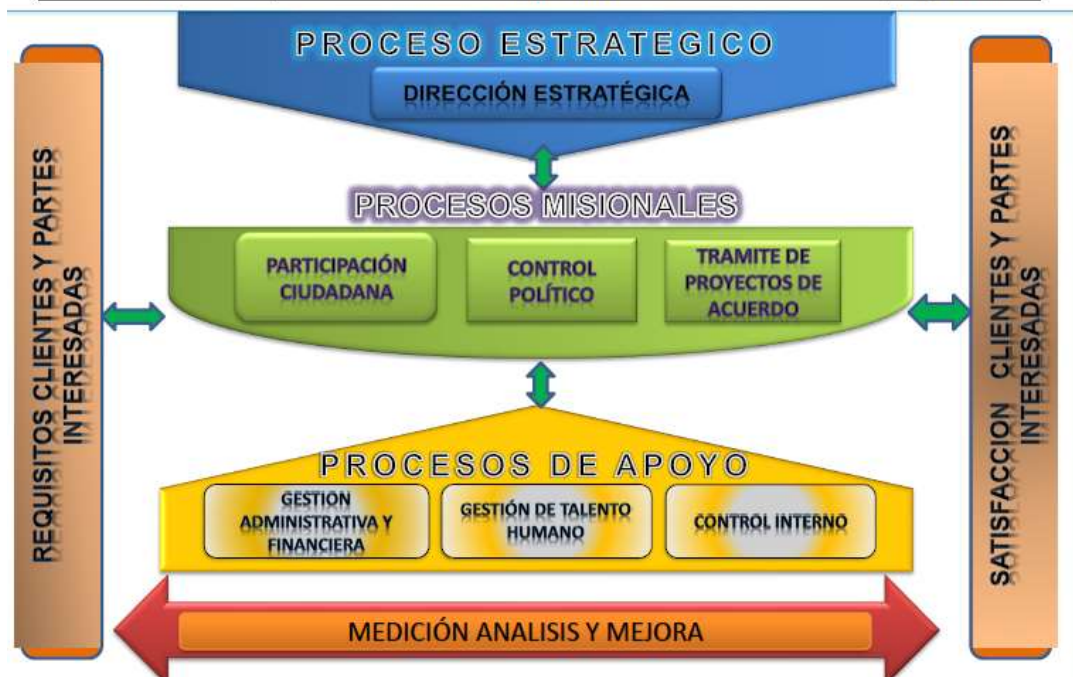 PROCESO ESTRATEGICO
DIRECCIÓN ESTRATÉGICA
REQUISITOS CLIENTES Y PARTES
INTERESADAS
PROCESOS MISIONALES
PARTICIPACIÓN
CIUDADANA
CONTROL
POLÍTICO
TRAMITE DE
PROYECTOS DE
ACUERDO
SATISFACCION CLIENTES Y PARTES
INTERESADAS
PROCESOS DE APOYO
GESTION
ADMINISTRATIVA Y
FINANCIERA
GESTIÓN DE TALENTO
HUMANO
CONTROL INTERNO
MEDICIÓN ANALISIS Y MEJORA